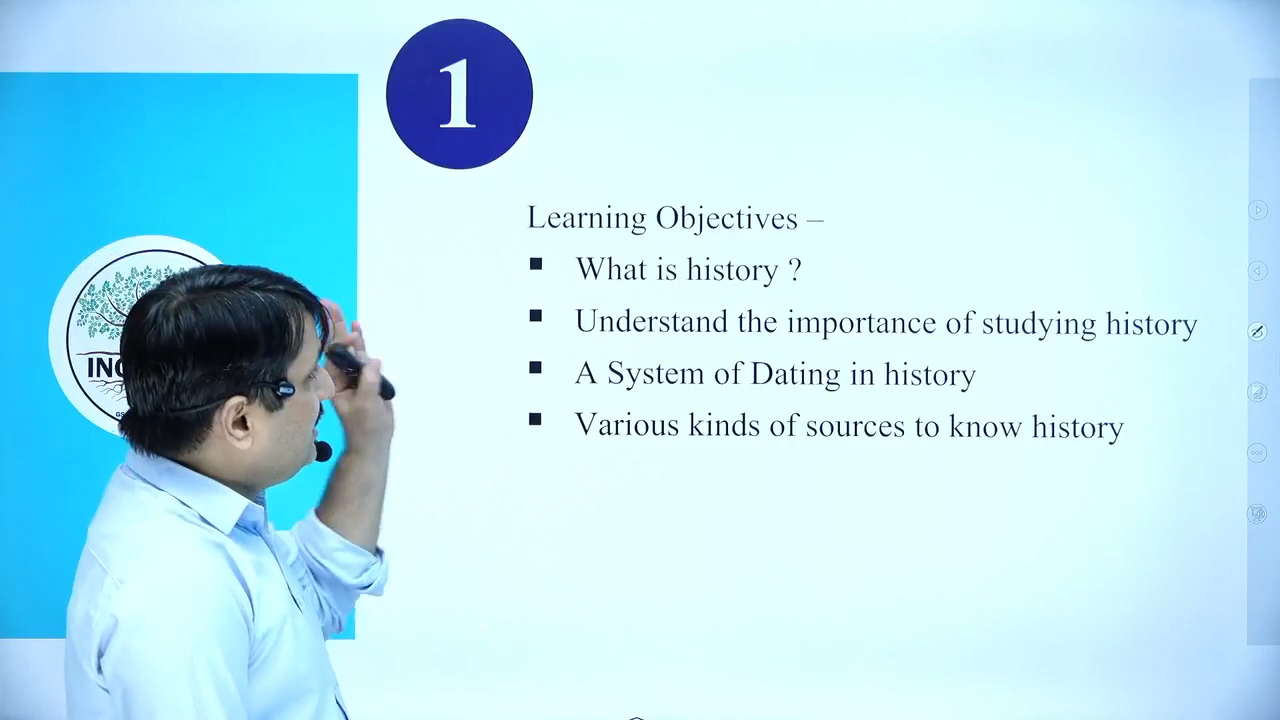 1
Learning Objectives –
■ What is history ?
■ Understand the importance of studying history
■ A System of Dating in history
■ Various kinds of sources to know history